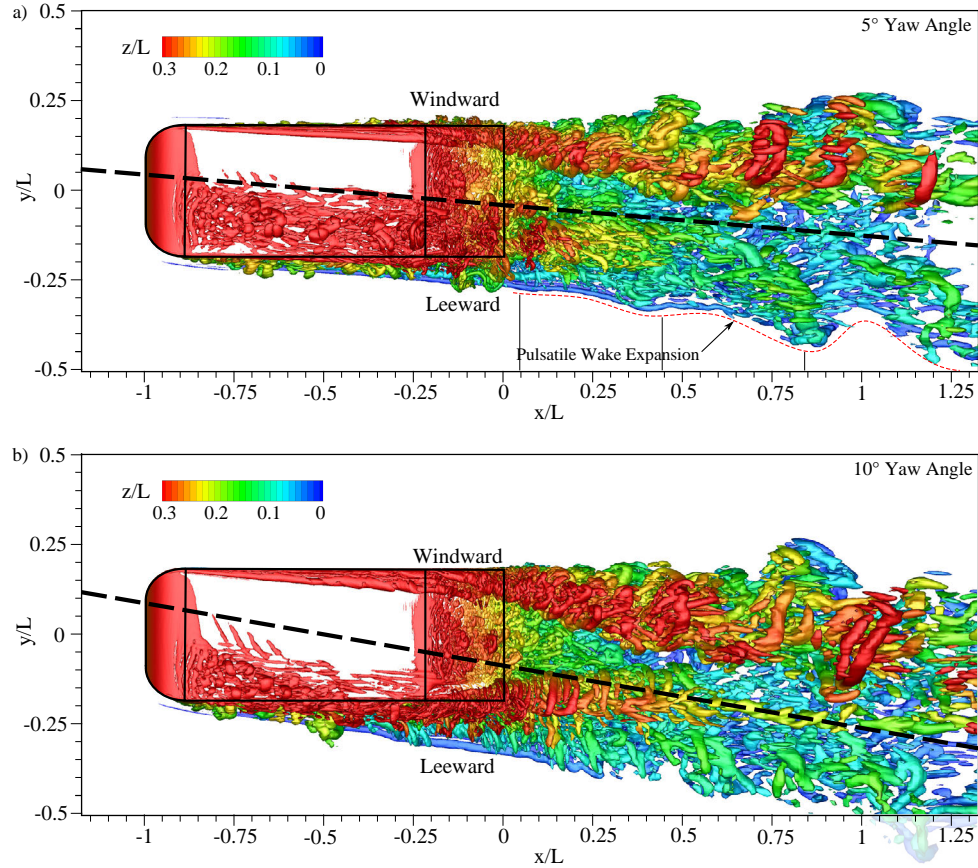 a)
5° Yaw Angle
z/L
0.3 0.2 0.1 0
Windward
Leeward
Pulsatile Wake Expansion
y/L
0.5
0.25
0
-0.25
-0.5
-1 -0.75 -0.5 -0.25 0 0.25 0.5 0.75 1 1.25
x/L
b)
10° Yaw Angle
z/L
0.3 0.2 0.1 0
Windward
Leeward
y/L
0.5
0.25
0
-0.25
-0.5
-1 -0.75 -0.5 -0.25 0 0.25 0.5 0.75 1 1.25
x/L